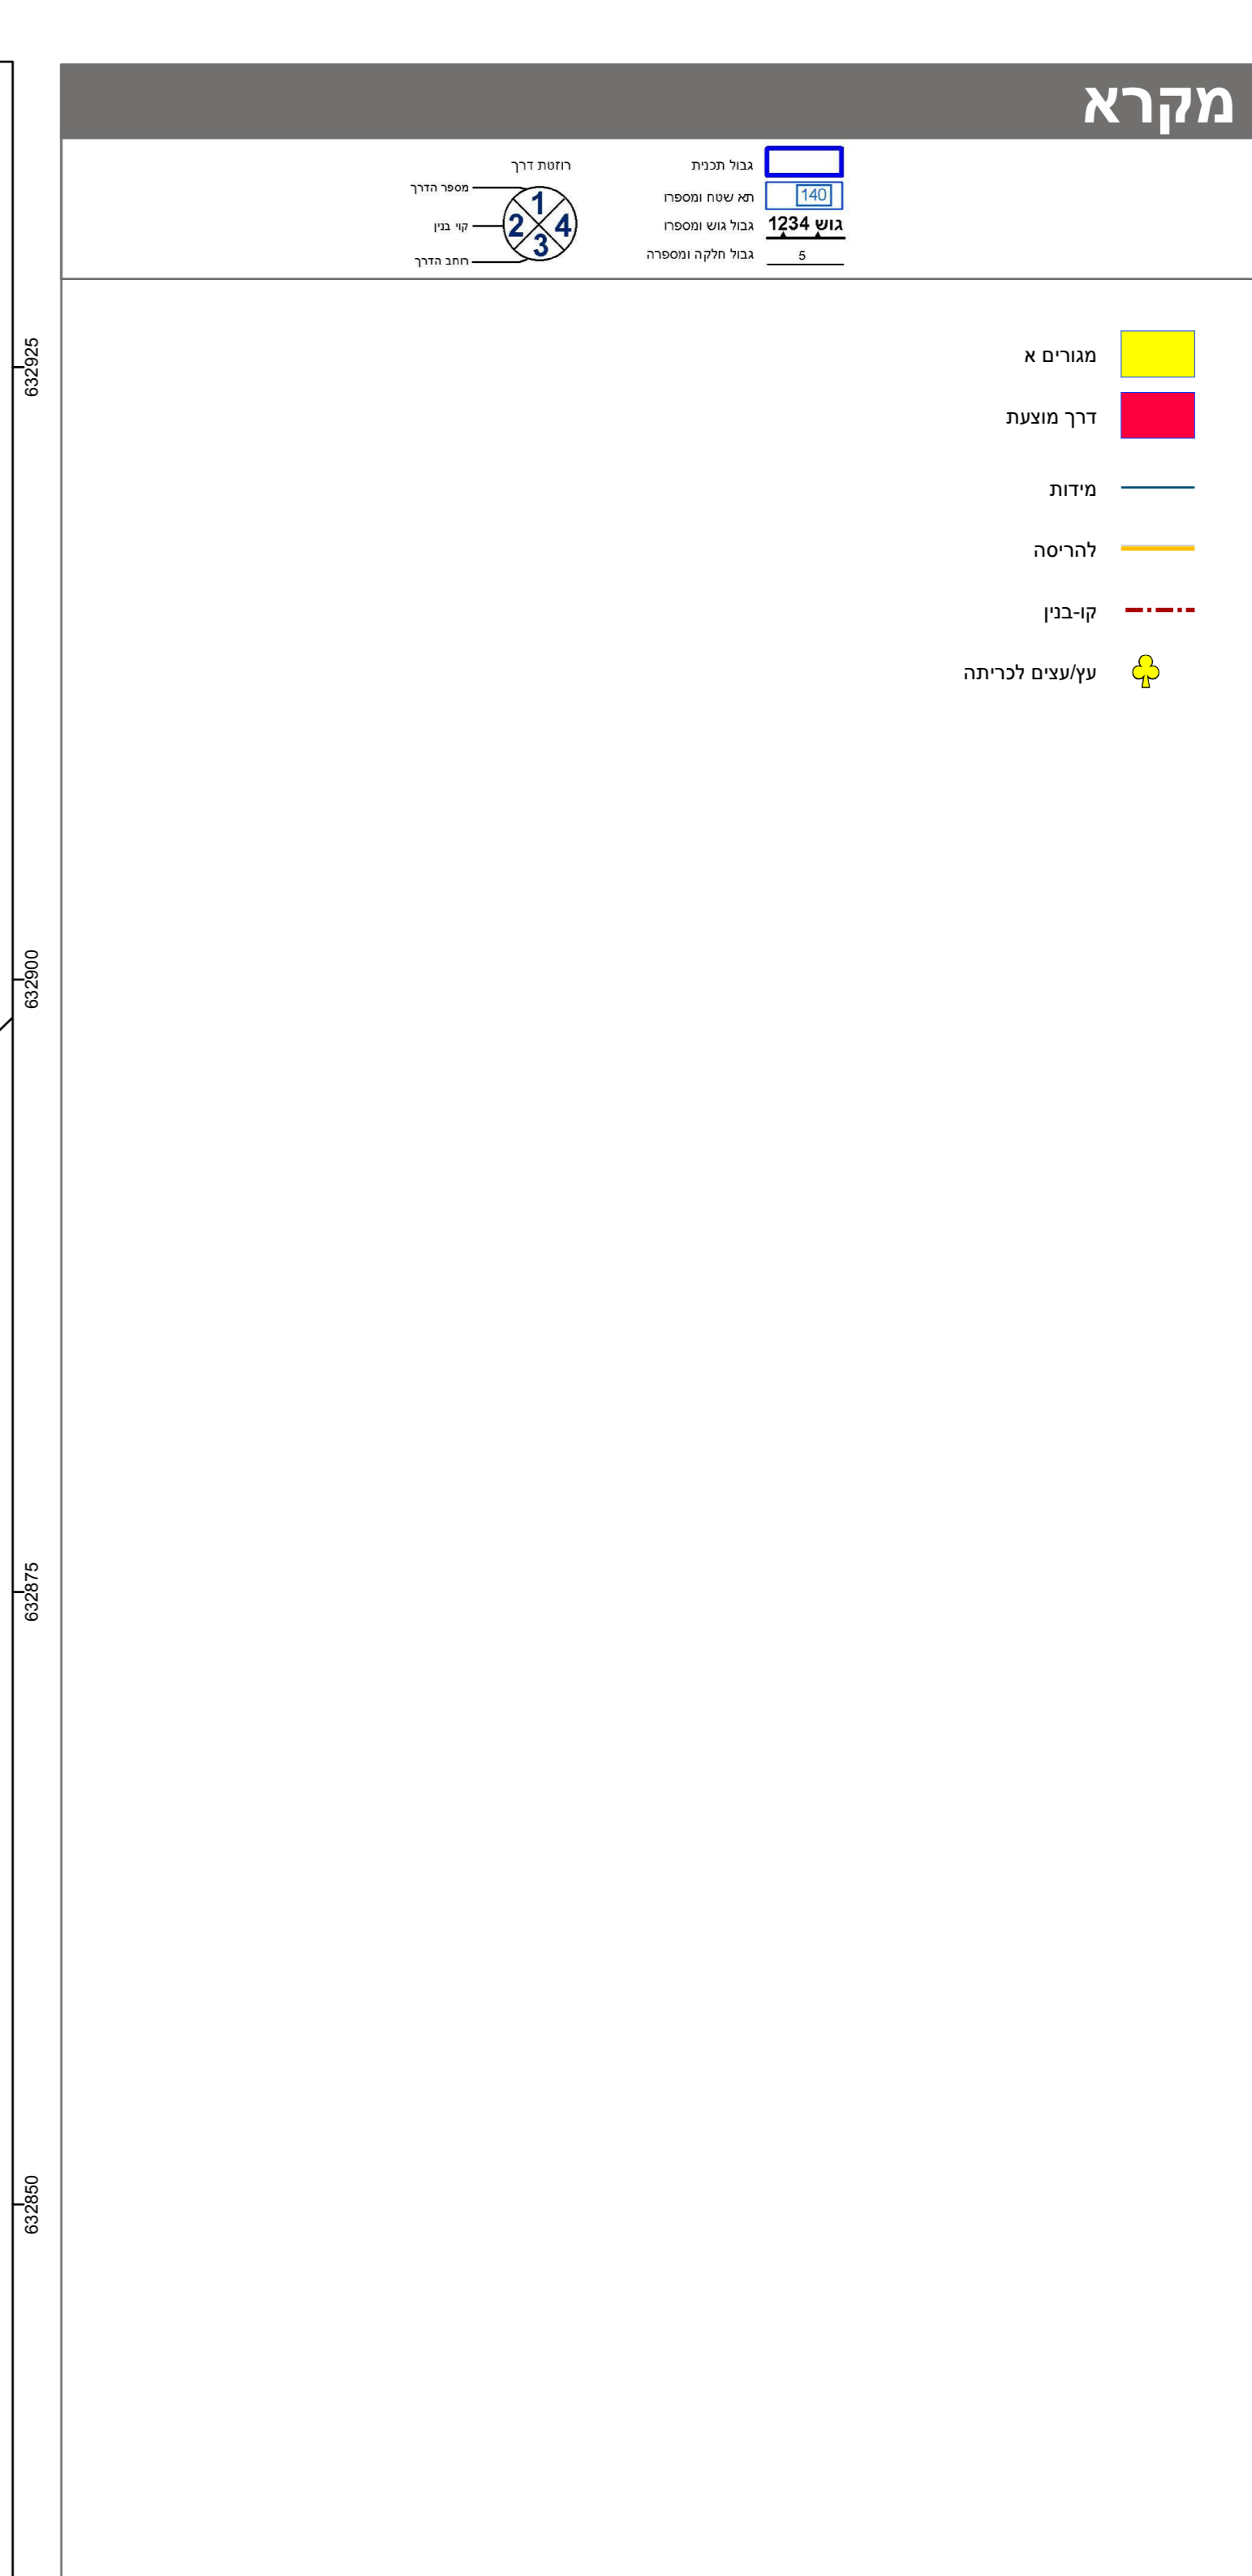 מקרא
גבול תכנית
140
תא שטח ומספרו
גוש 1234
גבול גוש ומספרו
5
גבול חלקה ומספרה
רוזטת דרך
מספר הדרך
קוי בנין
רוחב הדרך
1
2
4
3
מגורים א
דרך מוצעת
מידות
להריסה
קו-בנין
עץ/עצים לכריתה
632925
632900
632875
632850